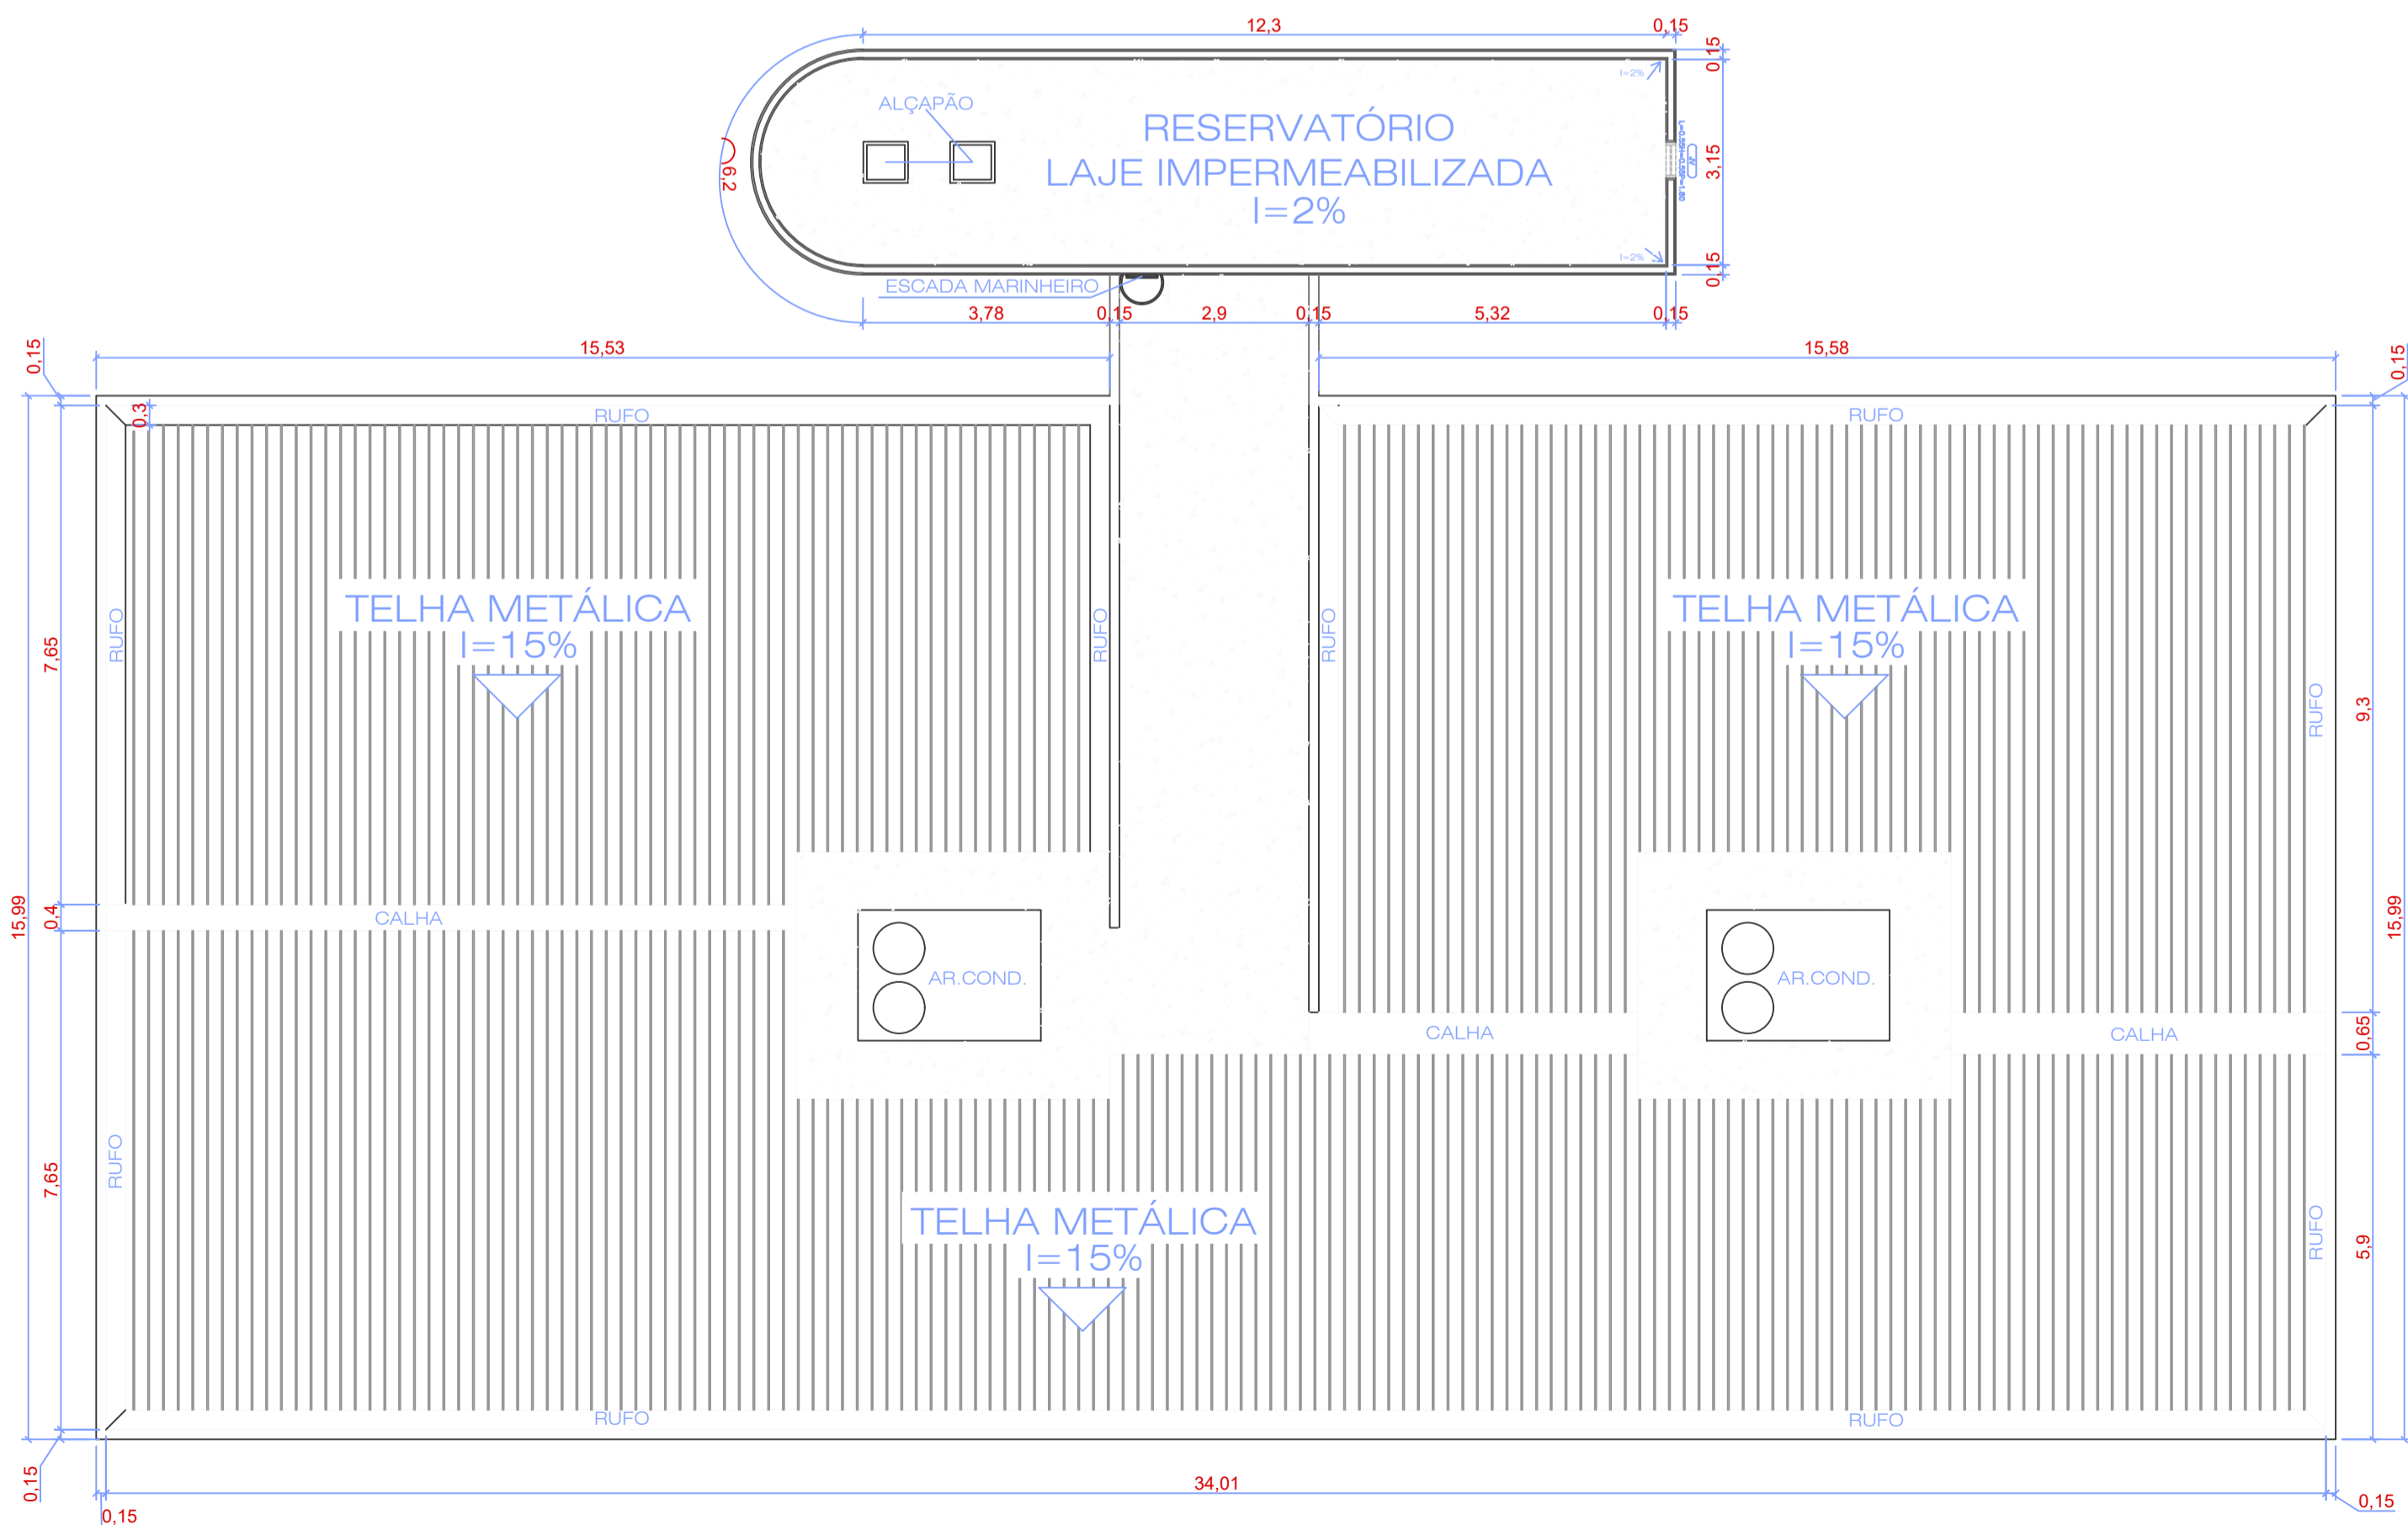 12,3
0,15
0,15
I=2%
ALÇAPÃO
RESERVATÓRIO
LAJE IMPERMEABILIZADA
I=2%
3,15
6,2
I=2%
0,15
ESCADA MARINHEIRO
3,78
0,15
2,9
0,15
5,32
0,15
0,15
15,53
15,58
0,15
0,3
RUFO
RUFO
TELHA METÁLICA
I=15%
TELHA METÁLICA
I=15%
RUFO
RUFO
RUFO
RUFO
7,65
9,3
15,99
0,4
CALHA
15,99
AR.COND.
AR.COND.
CALHA
CALHA
0,65
RUFO
7,65
TELHA METÁLICA
I=15%
RUFO
5,9
RUFO
RUFO
0,15
0,15
34,01
0,15